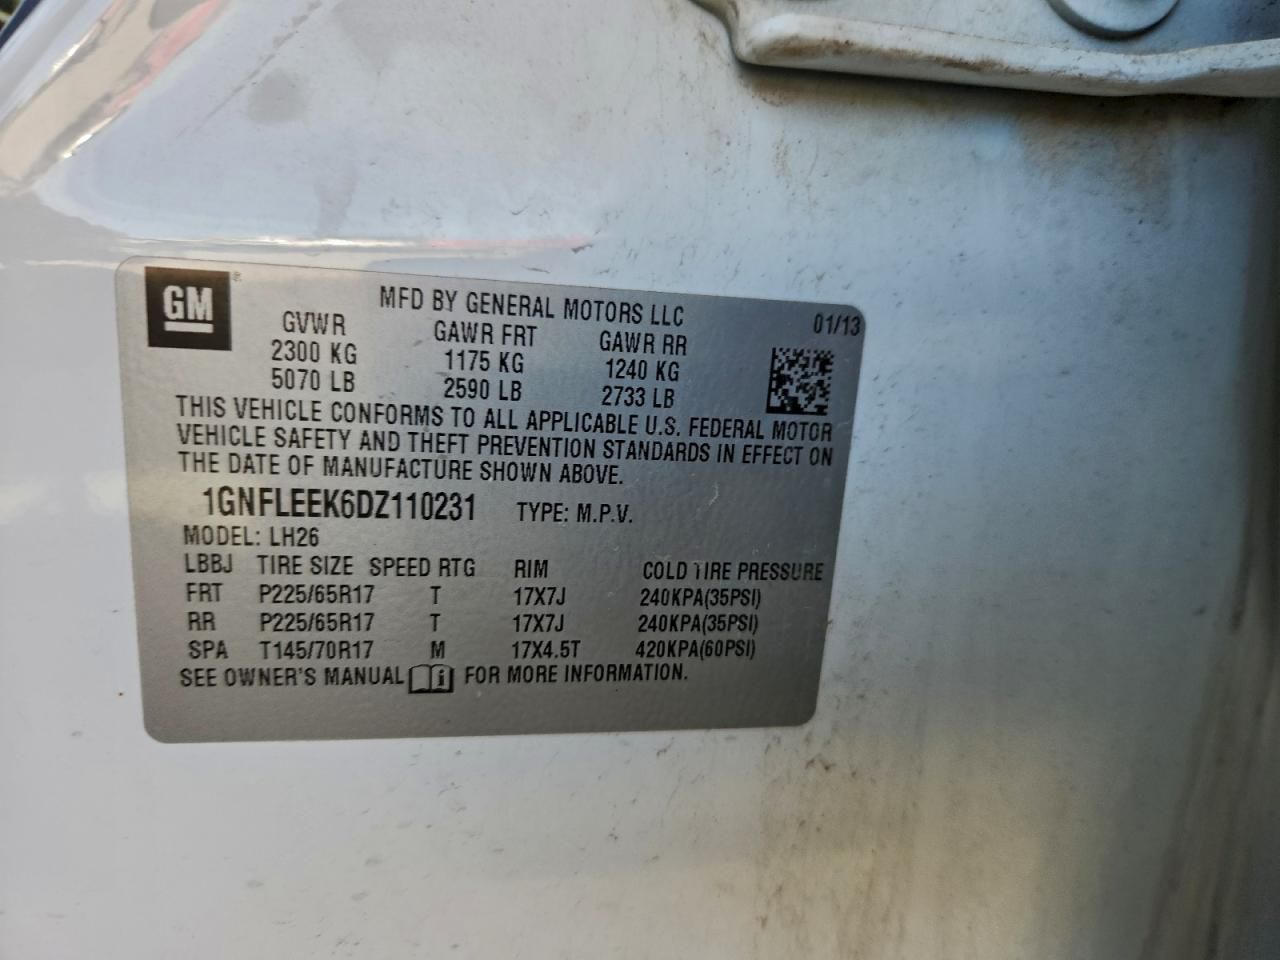 GM ®
MFD BY GENERAL MOTORS LLC
01/13
GVWR GAWR FRT GAWR RR
2300 KG 1175 KG 1240 KG
5070 LB 2590 LB 2733 LB
THIS VEHICLE CONFORMS TO ALL APPLICABLE U.S. FEDERAL MOTOR
VEHICLE SAFETY AND THEFT PREVENTION STANDARDS IN EFFECT ON
THE DATE OF MANUFACTURE SHOWN ABOVE.
1GNFLEEK6DZ110231 TYPE: M.P.V.
MODEL: LH26
LBBJ TIRE SIZE SPEED RTG RIM COLD TIRE PRESSURE
FRT P225/65R17 T 17X7J 240KPA(35PSI)
RR P225/65R17 T 17X7J 240KPA(35PSI)
SPA T145/70R17 M 17X4.5T 420KPA(60PSI)
SEE OWNER'S MANUAL i FOR MORE INFORMATION.